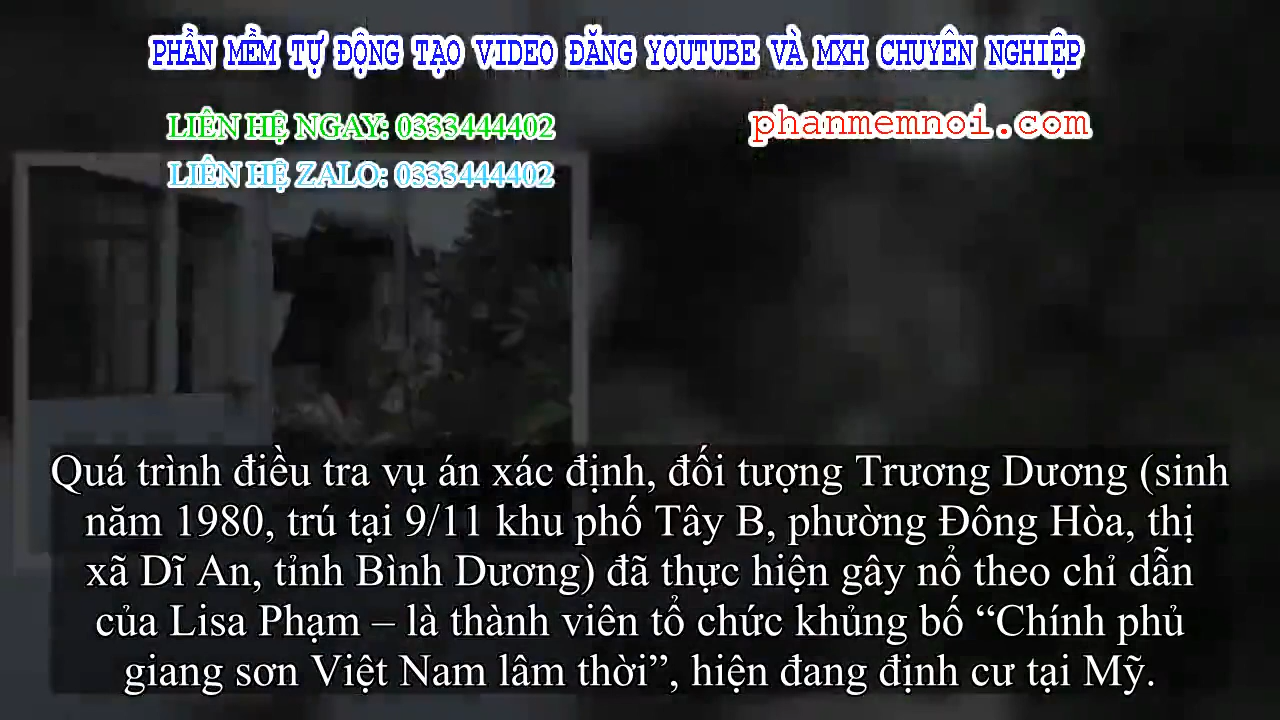 PHẦN MỀM TỰ ĐỘNG TẠO VIDEO ĐĂNG YOUTUBE VÀ MXH CHUYÊN NGHIỆP
LIÊN HỆ NGAY: 0333444402
phanmemnoi.com
LIÊN HỆ ZALO: 0333444402
Quá trình điều tra vụ án xác định, đối tượng Trương Dương (sinh
năm 1980, trú tại 9/11 khu phố Tây B, phường Đông Hòa, thị
xã Dĩ An, tỉnh Bình Dương) đã thực hiện gây nổ theo chỉ dẫn
của Lisa Phạm – là thành viên tổ chức khủng bố “Chính phủ
giang sơn Việt Nam lâm thời”, hiện đang định cư tại Mỹ.